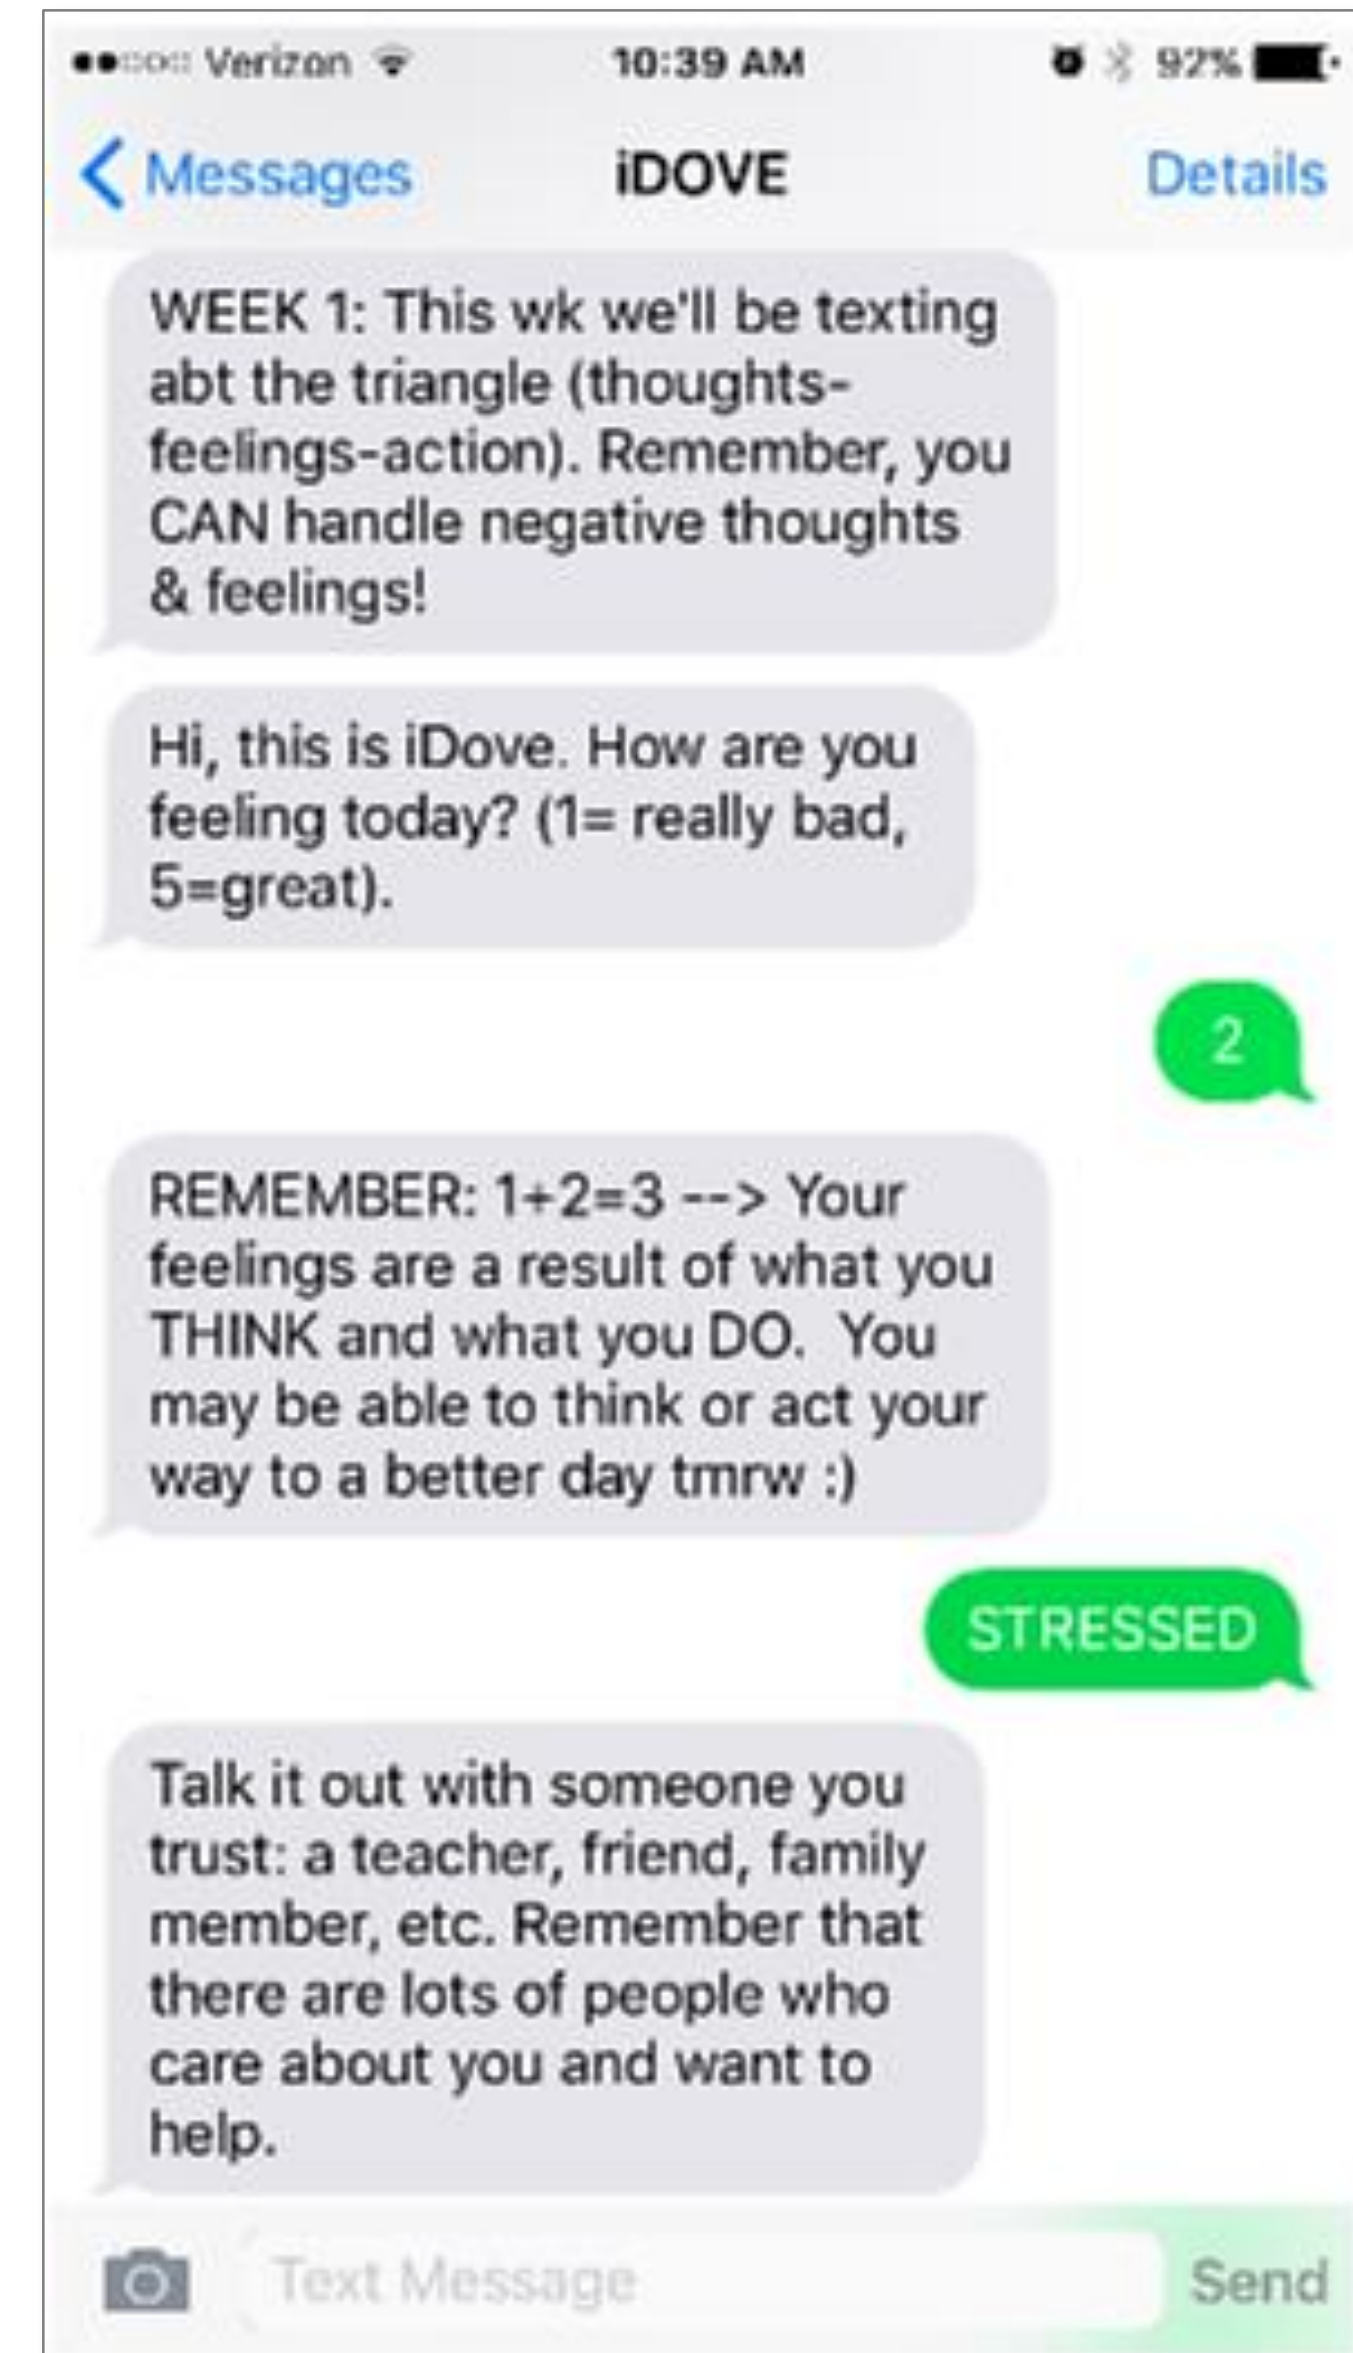 Verizon 10:39 AM 92%
Messages iDOVE Details
WEEK 1: This wk we'll be texting
abt the triangle (thoughts-
feelings-action). Remember, you
CAN handle negative thoughts
& feelings!
Hi, this is iDove. How are you
feeling today? (1= really bad,
5=great).
2
REMEMBER: 1+2=3 --> Your
feelings are a result of what you
THINK and what you DO.  You
may be able to think or act your
way to a better day tmrw :)
STRESSED
Talk it out with someone you
trust: a teacher, friend, family
member, etc. Remember that
there are lots of people who
care about you and want to
help.
Text Message Send